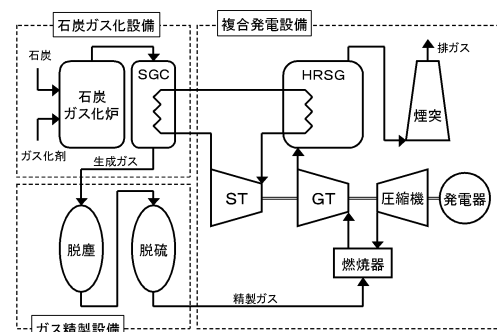 石炭ガス化設備
複合発電設備
石炭
石炭
ガス化炉
SGC
HRSG
排ガス
煙突
ガス化剤
生成ガス
ST
GT
圧縮機
発電器
脱塵
脱硫
燃焼器
精製ガス
ガス精製設備